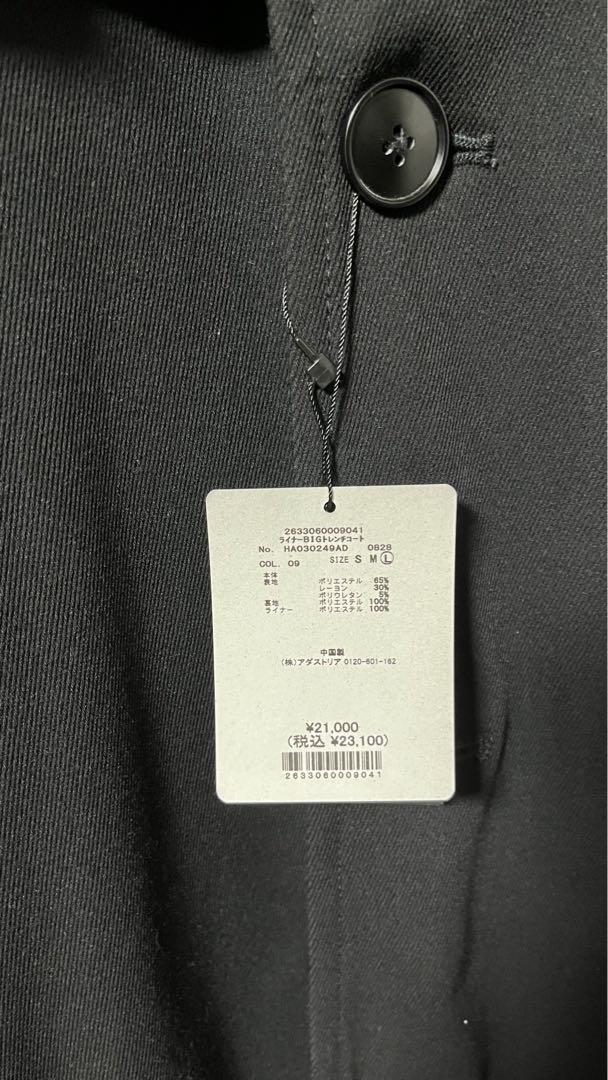 2633060009041
ライナーBIGトレンチコート
No. HA030249AD 0828
COL. 09 SIZE S M L
本体
表地 ポリエステル 65%
レーヨン 30%
ポリウレタン 5%
裏地 ポリエステル 100%
ライナー ポリエステル 100%
中国製
(株)アダストリア 0120-601-162
¥21,000
(税込 ¥23,100)
2633060009041